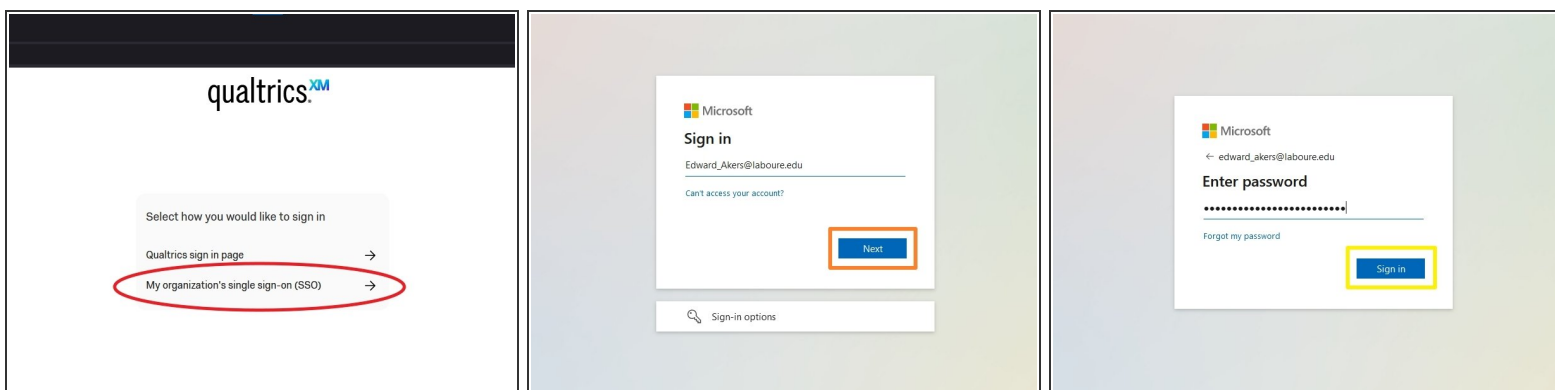 qualtrics.XM
Select how you would like to sign in
Qualtrics sign in page
My organization's single sign-on (SSO)
Microsoft
Sign in
Edward_Akers@laboure.edu
Can't access your account?
Next
Sign-in options
Microsoft
edward_akers@laboure.edu
Enter password
Forgot my password
Sign in